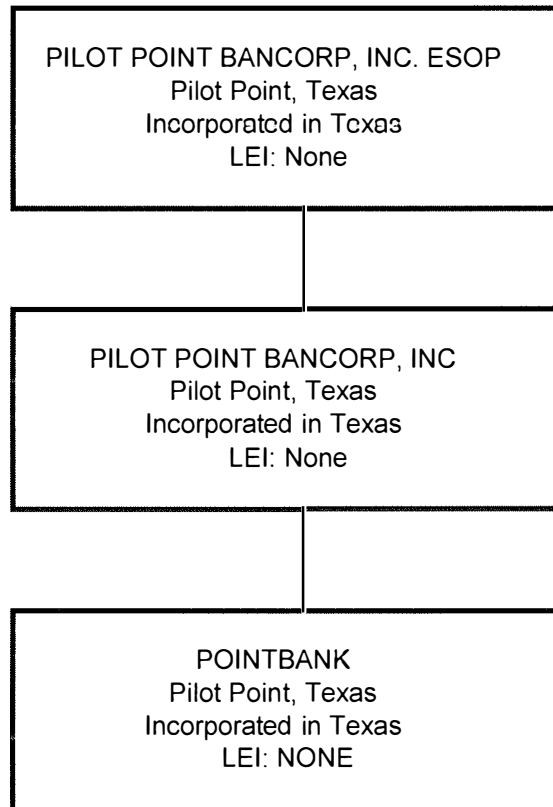 PILOT POINT BANCORP, INC. ESOP
Pilot Point, Texas
Incorporated in Texas
LEI: None
PILOT POINT BANCORP, INC
Pilot Point, Texas
Incorporated in Texas
LEI: None
POINTBANK
Pilot Point, Texas
Incorporated in Texas
LEI: NONE